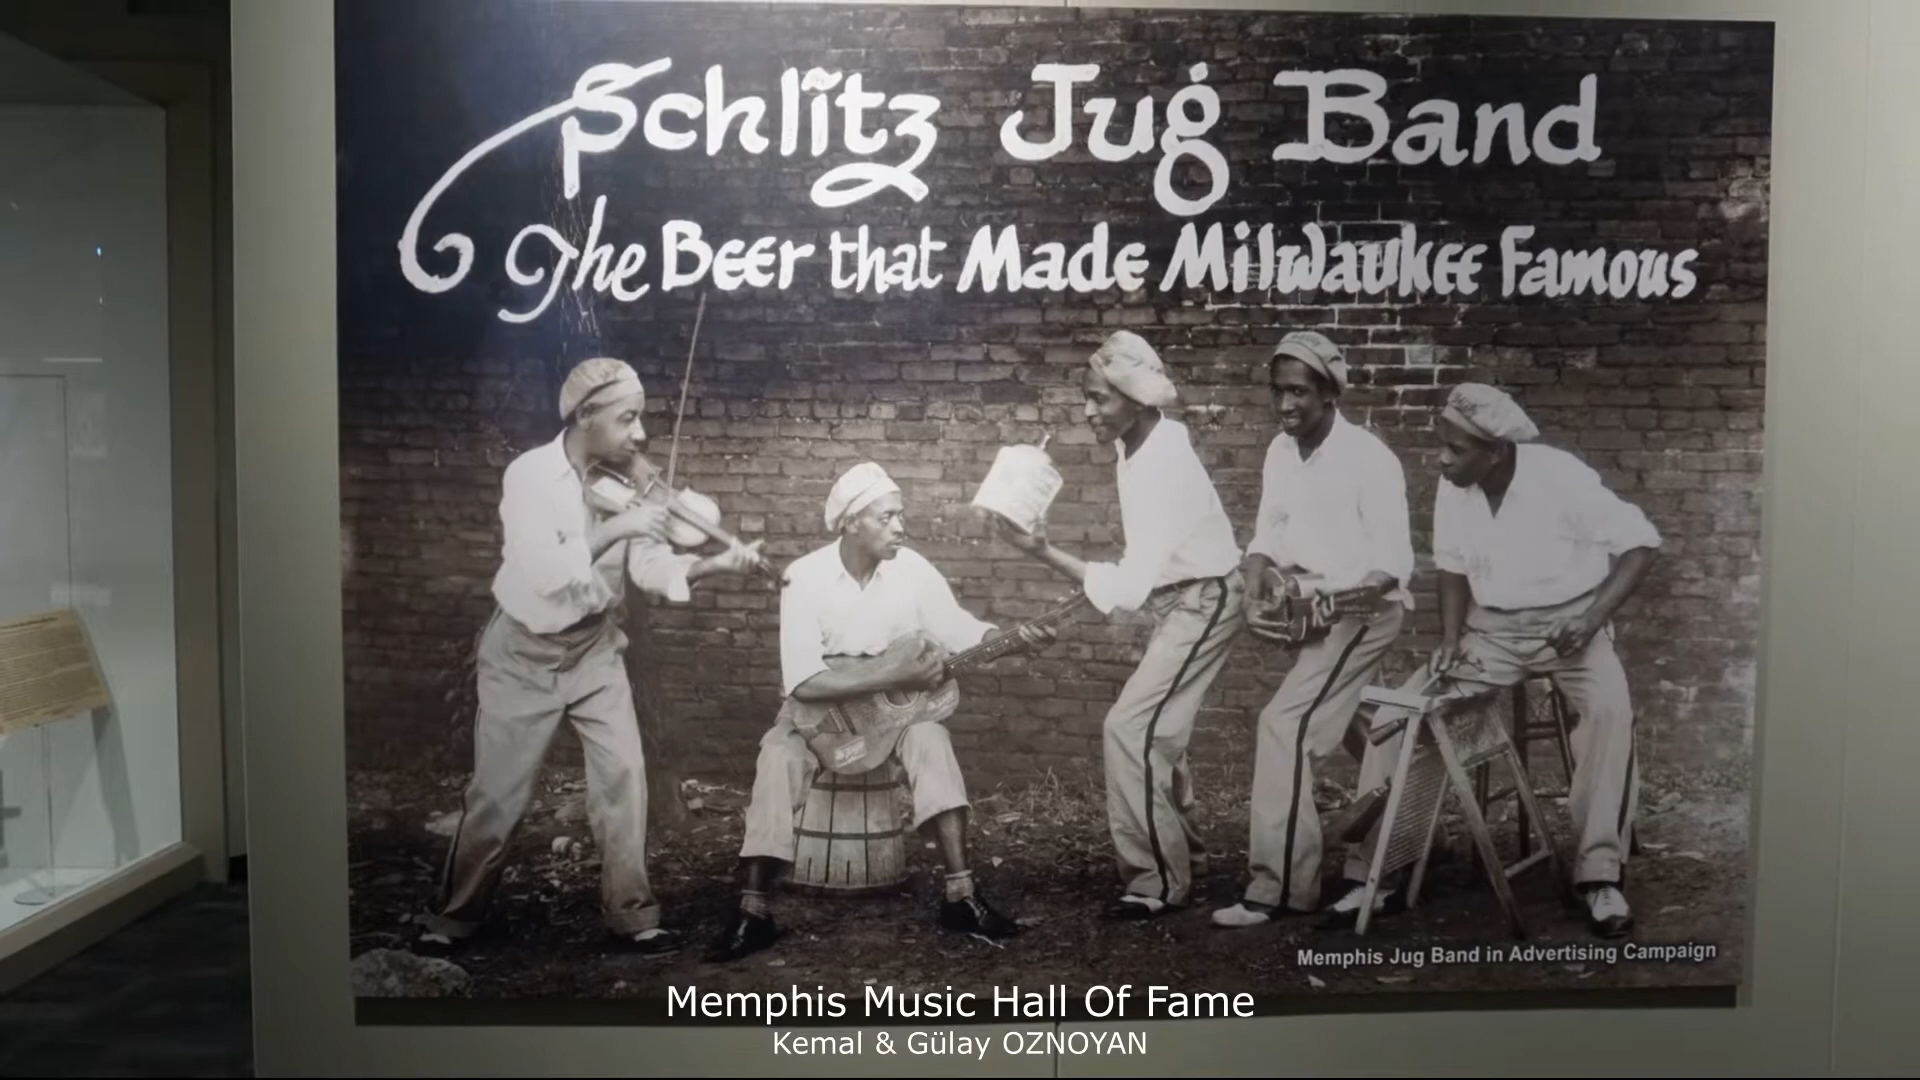 Schlitz Jug Band
The Beer that Made Milwaukee Famous
Memphis Jug Band in Advertising Campaign
Memphis Music Hall Of Fame
Kemal & Gülay OZNOYAN